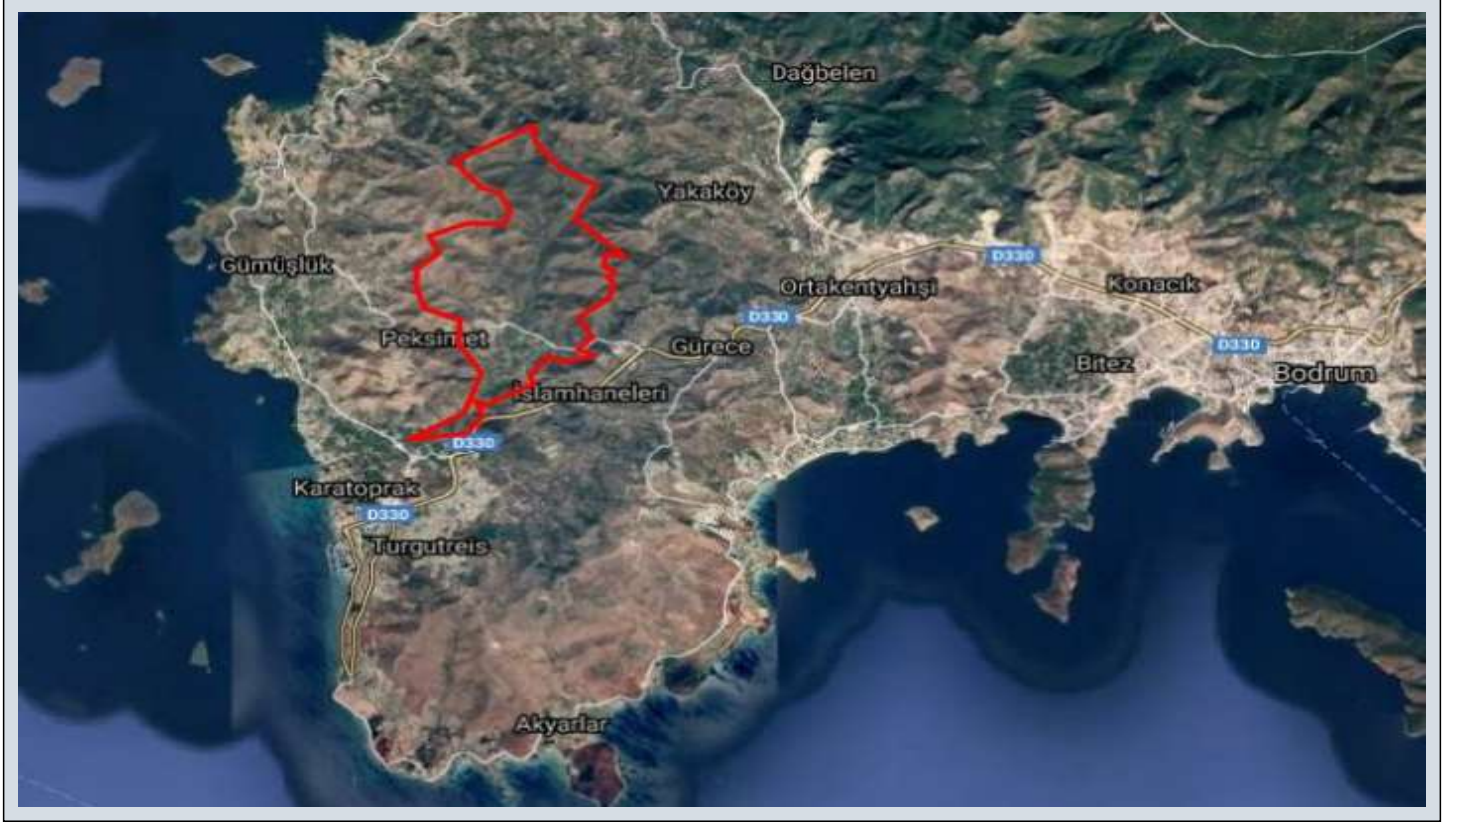 Dağbelen
Yakaköy
Gümüşlük
D330
Ortakentyahşi
Konacık
D330
Peksimet
Gürece
D330
Bitez
Bodrum
İslamhaneleri
D330
Karatoprak
D330
Turgutreis
Akyarlar